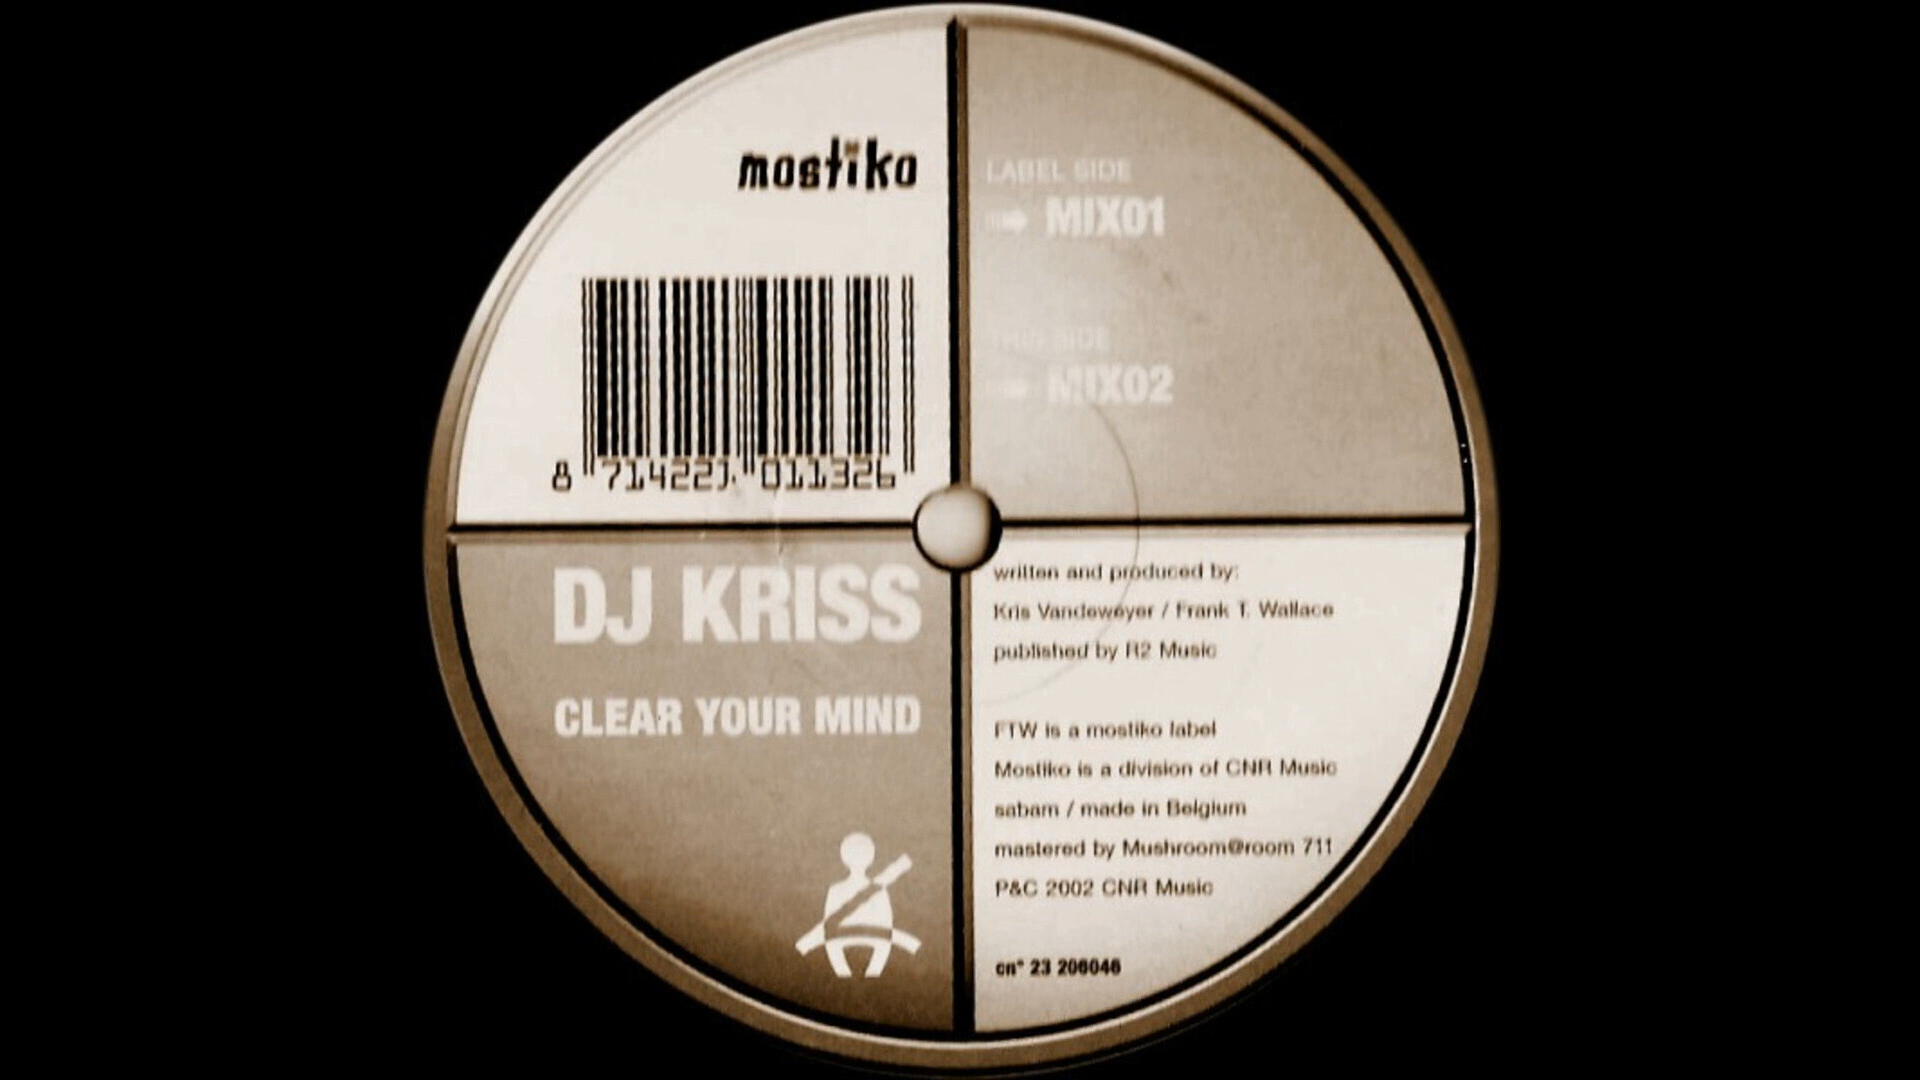 mostiko
8 714221 011326
LABEL SIDE
MIX01
THIS SIDE
MIX02
DJ KRISS
CLEAR YOUR MIND
written and produced by:
Kris Vandeweyer / Frank T. Wallace
published by R2 Music
FTW is a mostiko label
Mostiko is a division of CNR Music
sabam / made in Belgium
mastered by Mushroom@room 711
P&C 2002 CNR Music
cn° 23 206046